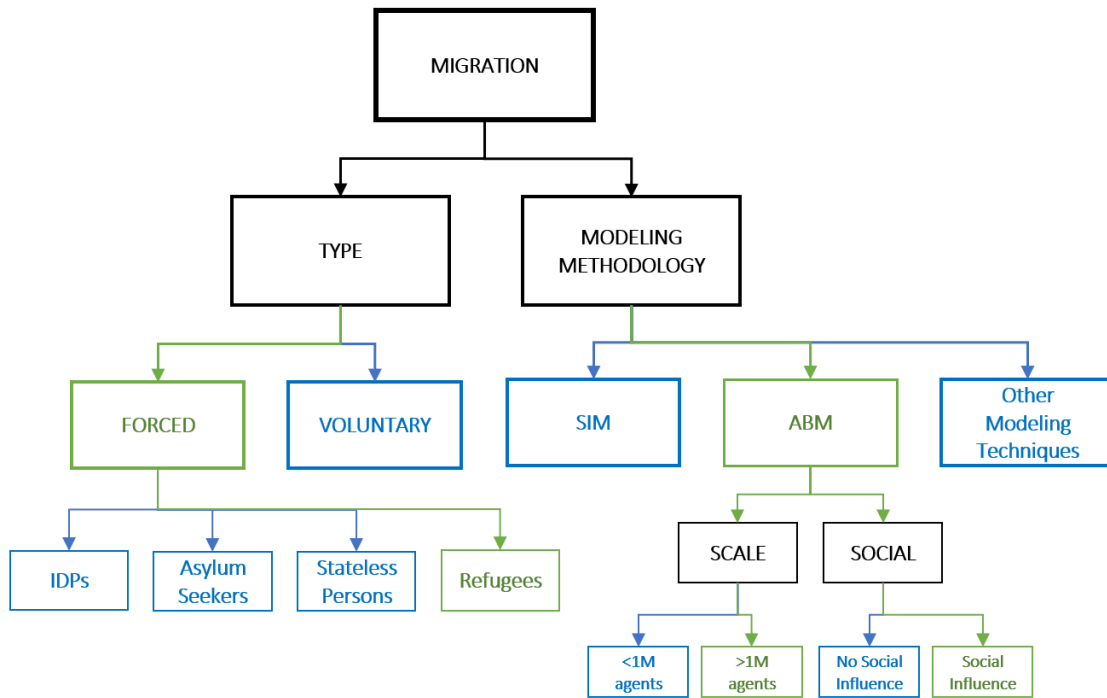 MIGRATION
TYPE
MODELING
METHODOLOGY
FORCED
VOLUNTARY
SIM
ABM
Other
Modeling
Techniques
IDPs
Asylum
Seekers
Stateless
Persons
Refugees
SCALE
SOCIAL
<1M
agents
>1M
agents
No Social
Influence
Social
Influence